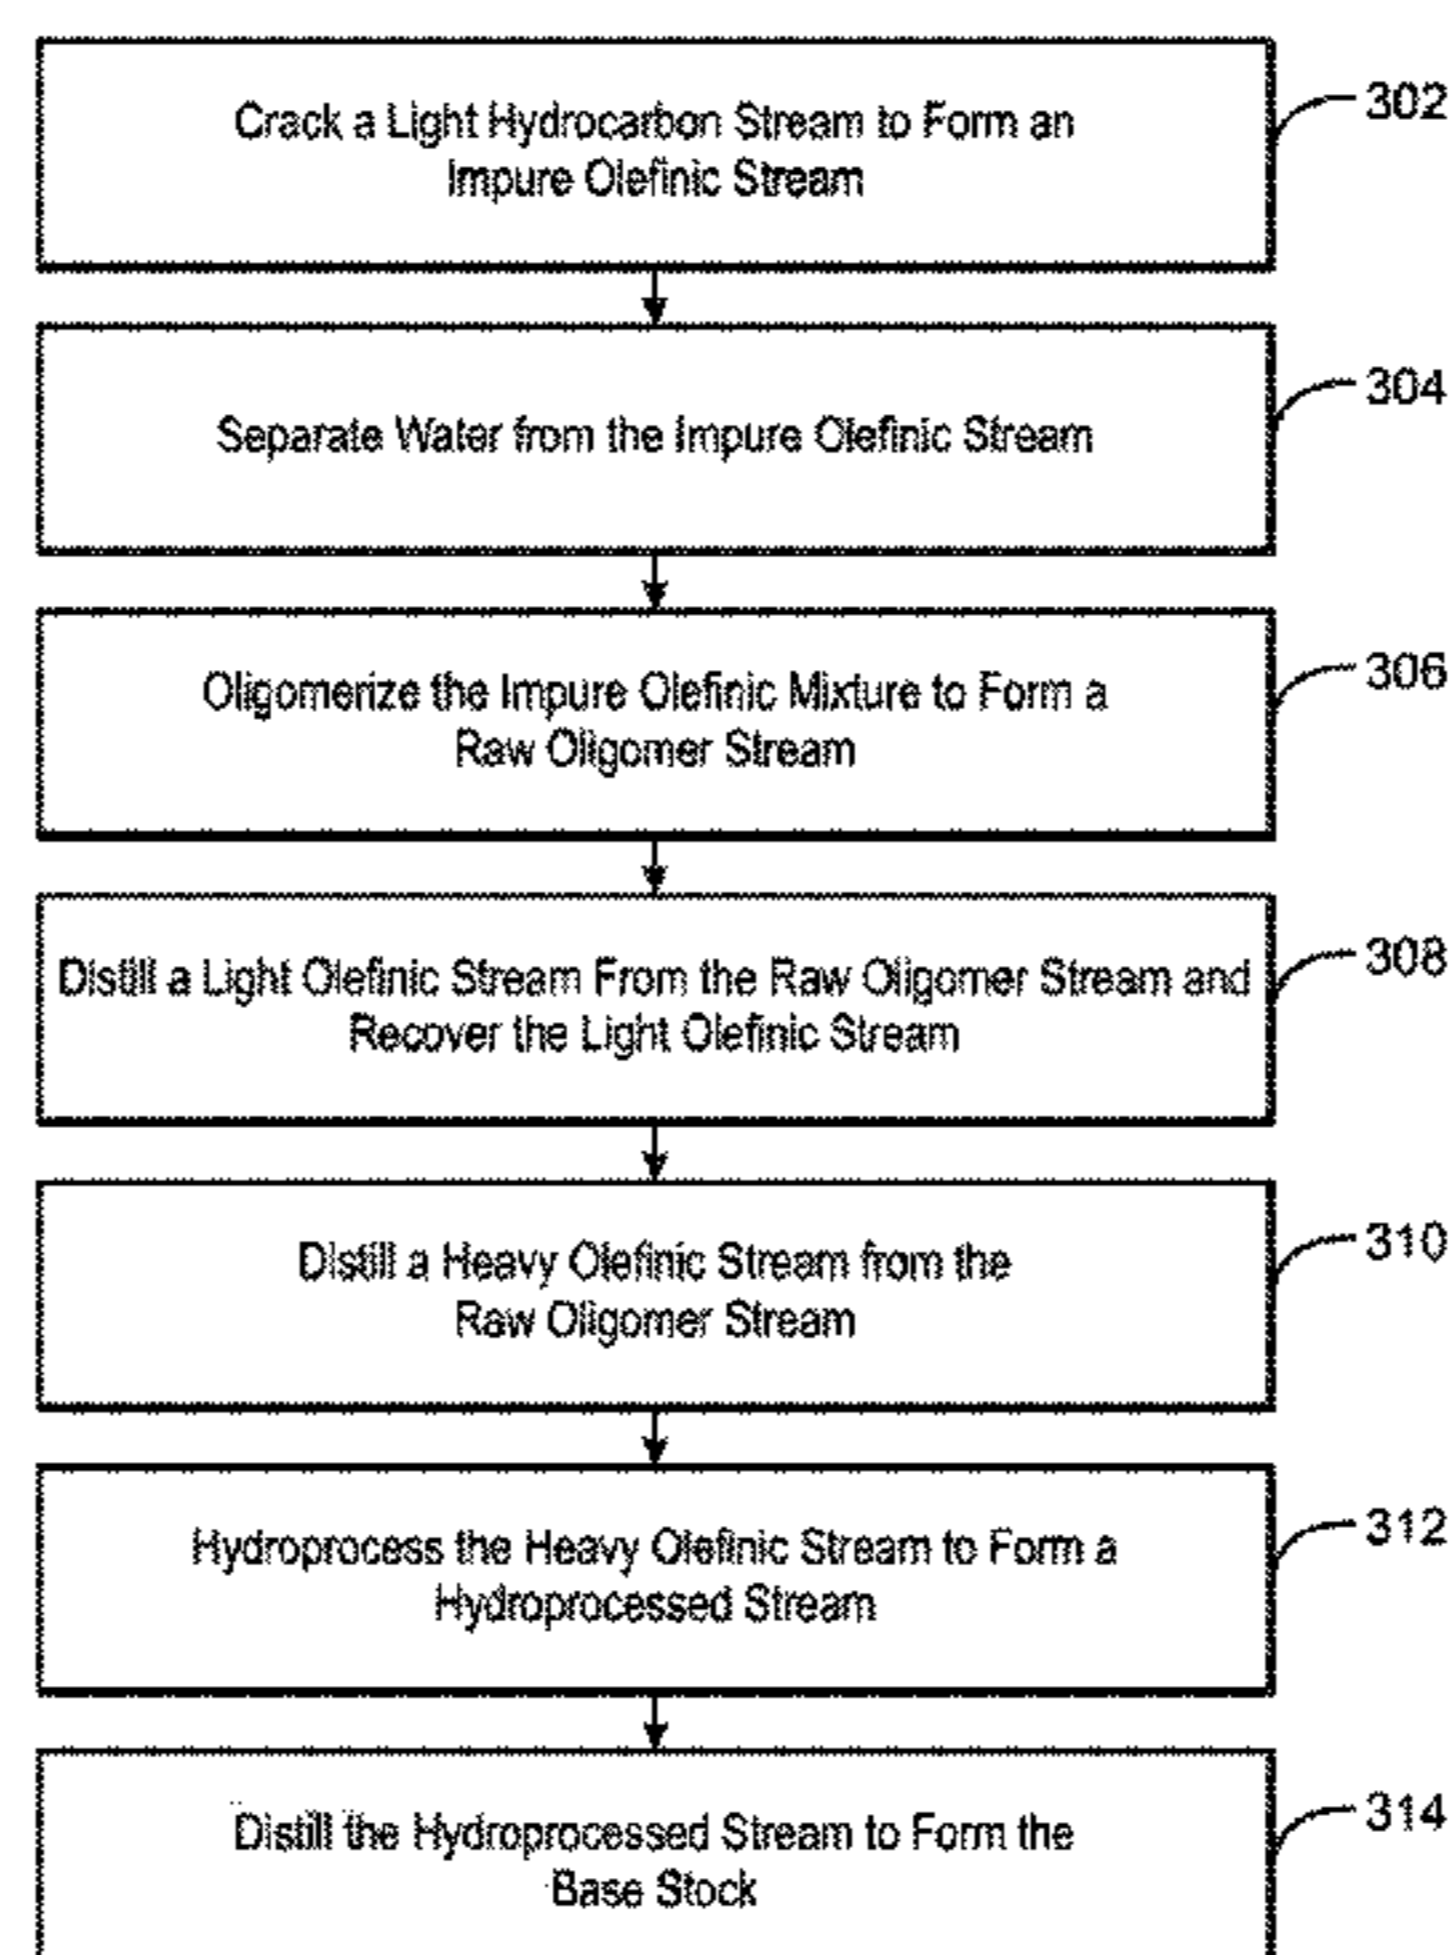 Crack a Light Hydrocarbon Stream to Form an
Impure Olefinic Stream
302
Separate Water from the Impure Olefinic Stream
304
Oligomerize the Impure Olefinic Mixture to Form a
Raw Oligomer Stream
306
Distill a Light Olefinic Stream From the Raw Oligomer Stream and
Recover the Light Olefinic Stream
308
Distill a Heavy Olefinic Stream from the
Raw Oligomer Stream
310
Hydroprocess the Heavy Olefinic Stream to Form a
Hydroprocessed Stream
312
Distill the Hydroprocessed Stream to Form the
Base Stock
314